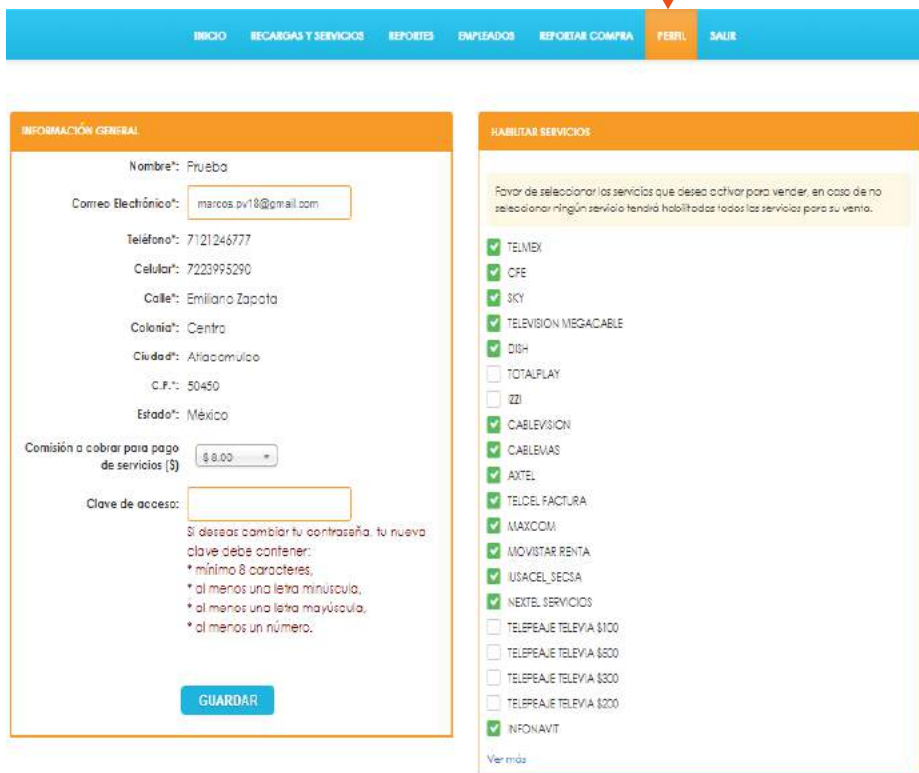 INICIO RECARGAS Y SERVICIOS REPORTES EMPLEADOS REPORTAR COMPRA PERFIL SALIR
INFORMACIÓN GENERAL
Nombre*: Prueba
Correo Electrónico*: marcos.pv18@gmail.com
Teléfono*: 7121246777
Celular*: 7223995290
Calle*: Emiliano Zapata
Colonia*: Centro
Ciudad*: Atlacomulco
C.P.*: 50450
Estado*: México
Comisión a cobrar para pago
de servicios ($) $ 8.00
Clave de acceso:
Si deseas cambiar tu contraseña, tu nueva
clave debe contener:
* mínimo 8 caracteres,
* al menos una letra minúscula,
* al menos una letra mayúscula,
* al menos un número.
GUARDAR
HABILITAR SERVICIOS
Favor de seleccionar los servicios que desea activar para vender, en caso de no
seleccionar ningún servicio tendrá habilitados todos los servicios para su venta.
TELMEX
CFE
SKY
TELEVISION MEGACABLE
DISH
TOTALPLAY
IZZI
CABLEVISION
CABLEMAS
AXTEL
TELCEL FACTURA
MAXCOM
MOVISTAR RENTA
IUSACEL_SECSA
NEXTEL SERVICIOS
TELEPEAJE TELEVIA $100
TELEPEAJE TELEVIA $500
TELEPEAJE TELEVIA $300
TELEPEAJE TELEVIA $200
INFONAVIT
Ver más